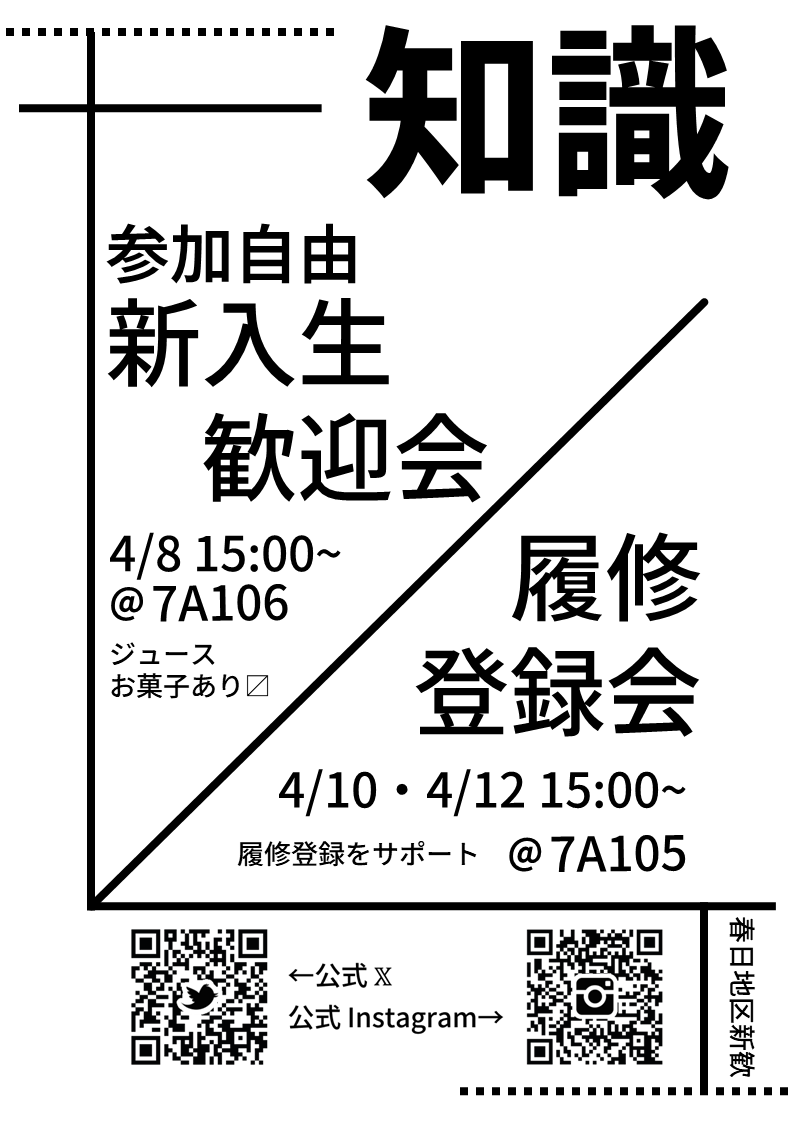 知識
参加自由
新入生
歓迎会
4/8 15:00~
@7A106
ジュース
お菓子あり〼
履修
登録会
4/10・4/12 15:00~
履修登録をサポート @7A105
←公式 𝕏
公式 Instagram→
春日地区新歓